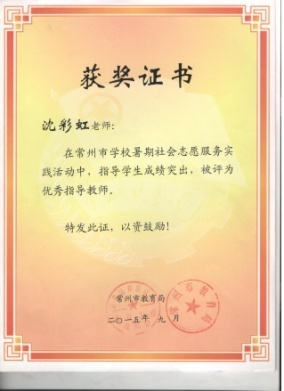 获奖证书
沈彩虹老师:
在常州市学校暑期社会志愿服务实
践活动中，指导学生成绩突出，被评为
优秀指导教师。
特发此证，以资鼓励！
常州市教育局
二〇一五年 九月